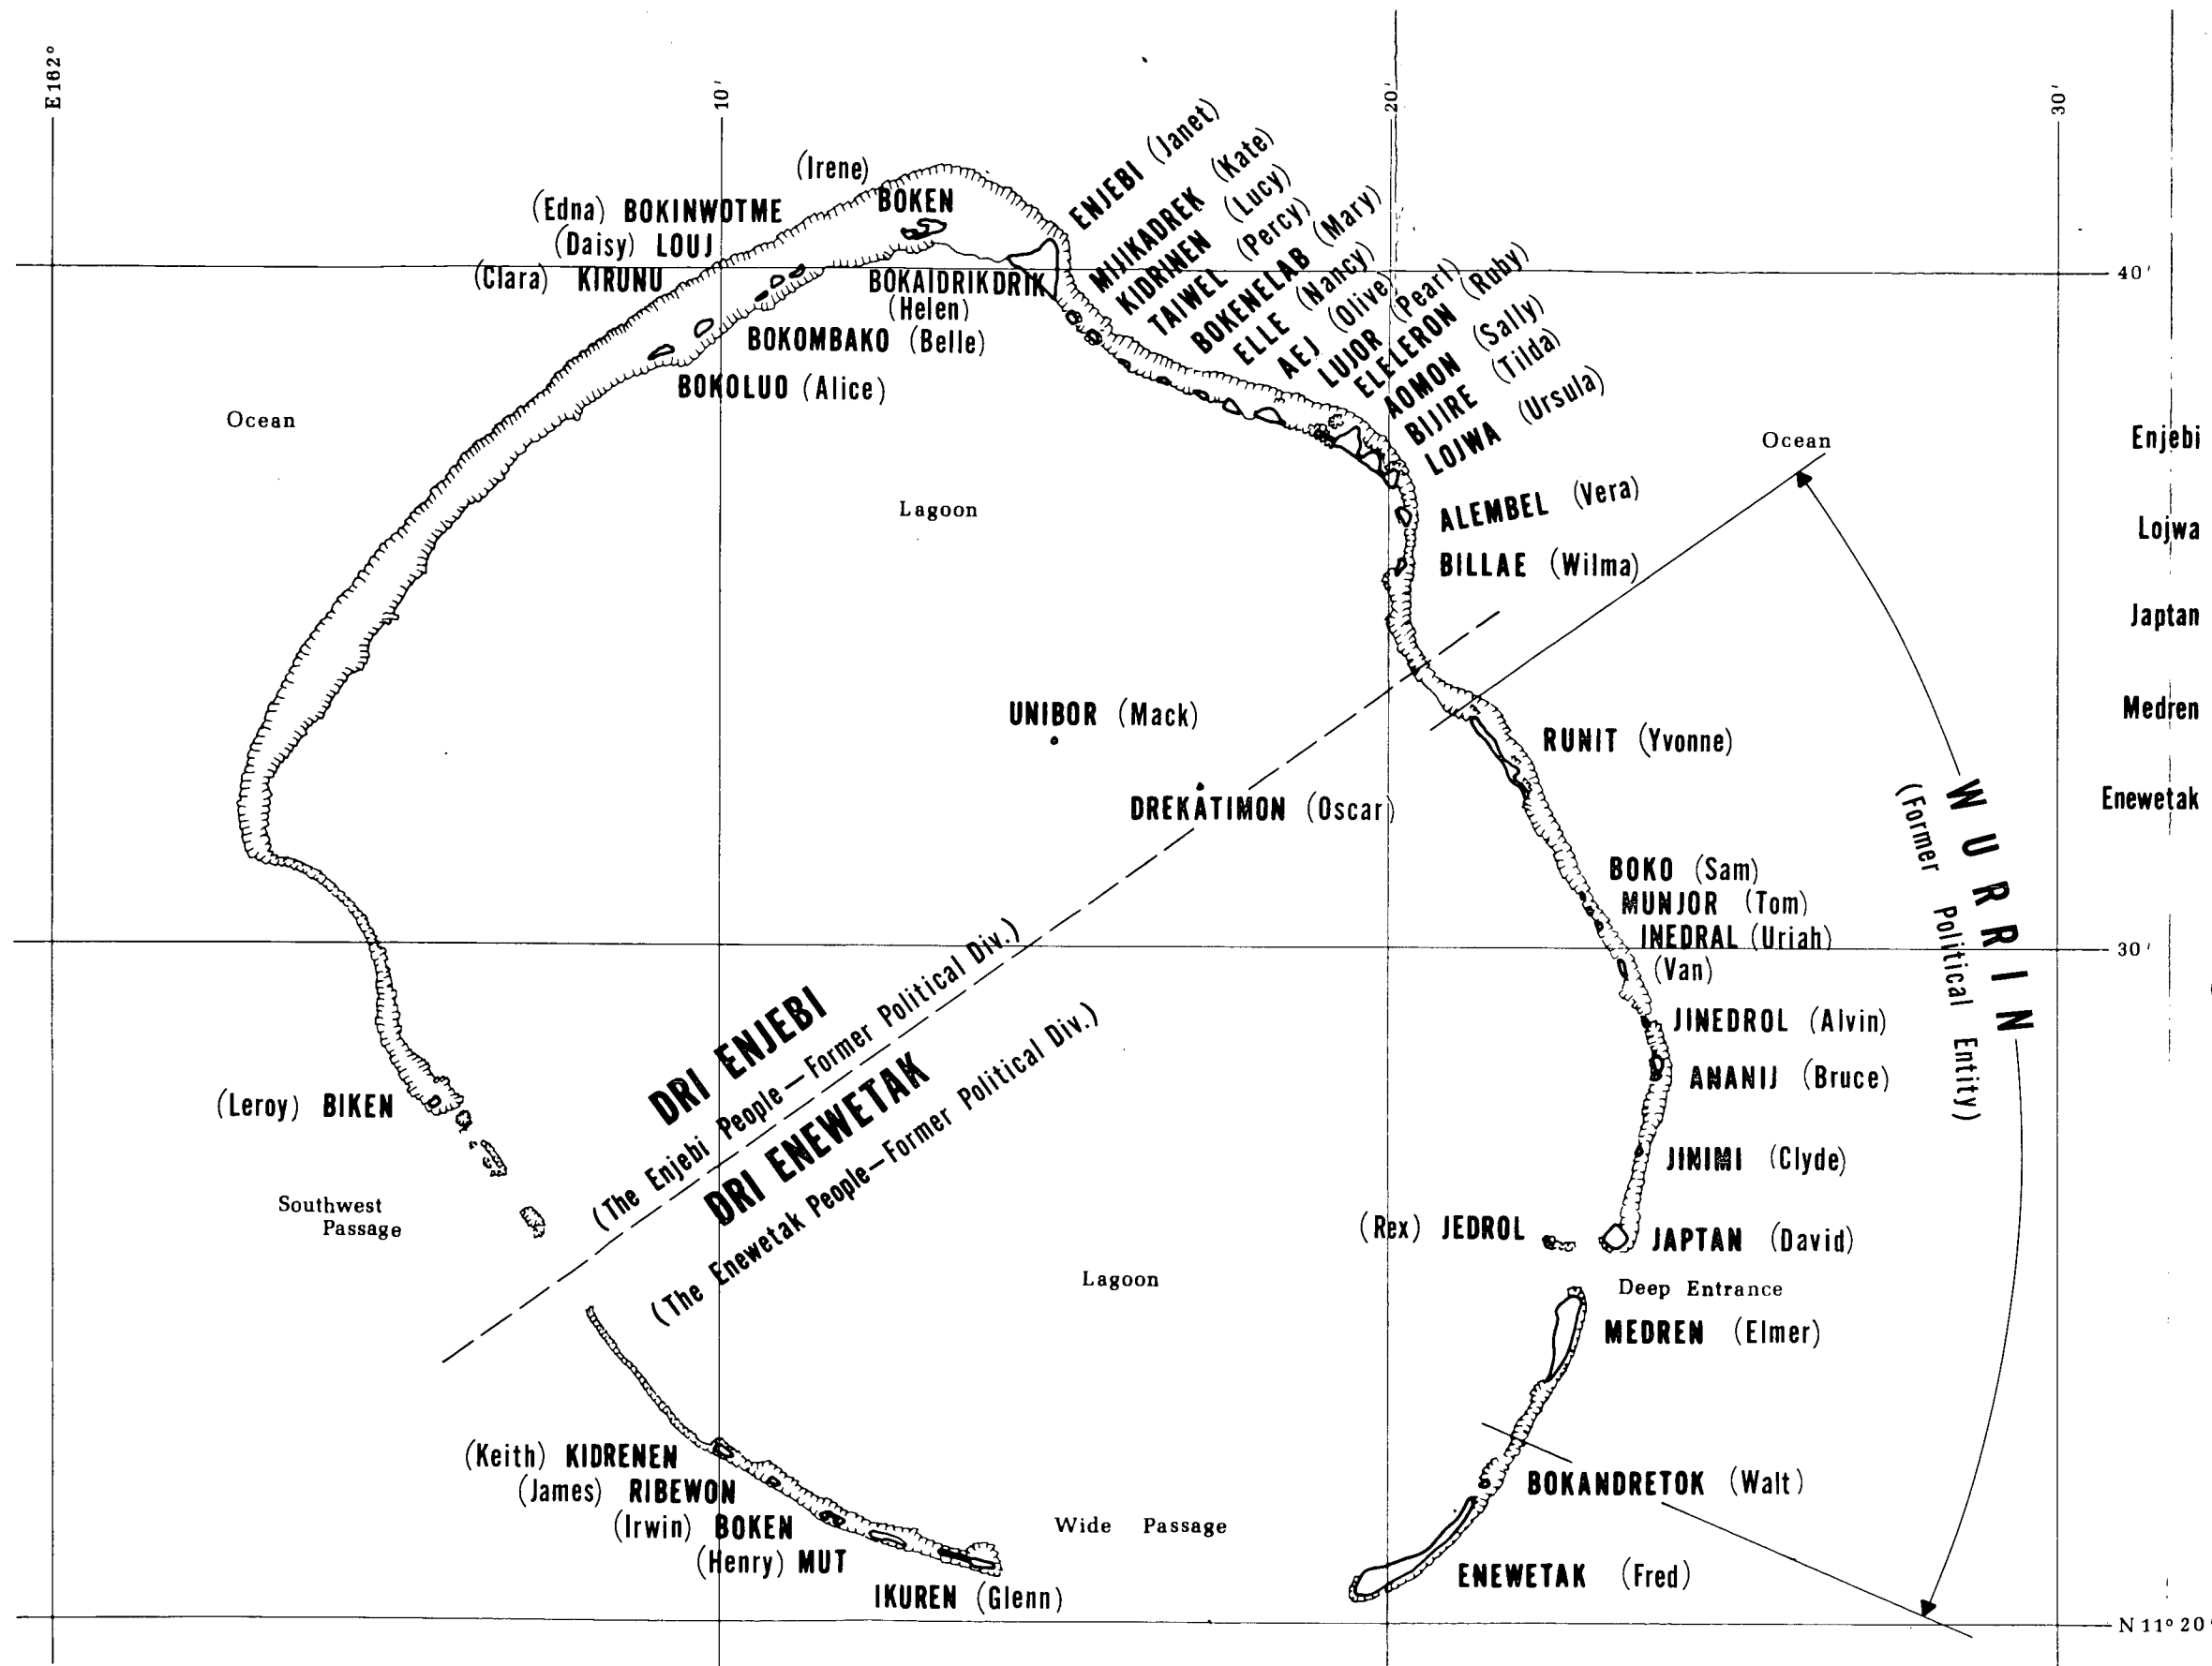 E162°
10'
20'
30'
(Irene)
BOKEN
(Edna) BOKINWOTME
(Daisy) LOUJ
(Clara) KIRUNU
BOKAIDRIKDRIK
(Helen)
BOKOMBAKO (Belle)
BOKOLUO (Alice)
ENJEBI (Janet)
MIJIKADREK (Kate)
KIDRINEN (Lucy)
TAIWEL (Percy)
BOKENELAB (Mary)
ELLE (Nancy)
AEJ (Olive)
LUJOR (Pearl)
ELELERON (Ruby)
AOMON (Sally)
BIJIRE (Tilda)
LOJWA (Ursula)
40'
Ocean
Ocean
Lagoon
ALEMBEL (Vera)
BILLAE (Wilma)
Enjebi
Lojwa
Japtan
Medren
Enewetak
UNIBOR (Mack)
RUNIT (Yvonne)
DREKATIMON (Oscar)
WURRIN
(Former Political Entity)
BOKO (Sam)
MUNJOR (Tom)
INEDRAL (Uriah)
(Van)
30'
JINEDROL (Alvin)
ANANIJ (Bruce)
JINIMI (Clyde)
(Rex) JEDROL
JAPTAN (David)
Deep Entrance
MEDREN (Elmer)
DRI ENJEBI
(The Enjebi People—Former Political Div.)
DRI ENEWETAK
(The Enewetak People—Former Political Div.)
(Leroy) BIKEN
Southwest
Passage
Lagoon
(Keith) KIDRENEN
(James) RIBEWON
(Irwin) BOKEN
(Henry) MUT
IKUREN (Glenn)
Wide Passage
BOKANDRETOK (Walt)
ENEWETAK (Fred)
N 11° 20'